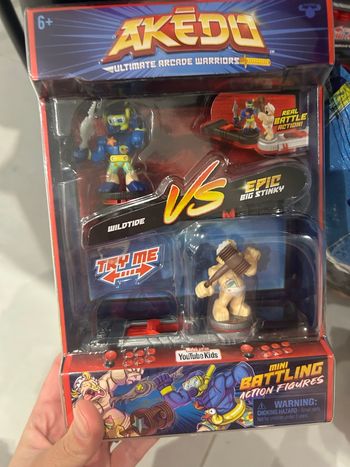 6+
AKEDO
ULTIMATE ARCADE WARRIORS
REAL
BATTLE
ACTION!
WILDTIDE
VS
EPIC
BIG STINKY
TRY ME
YouTube Kids
MINI
BATTLING
ACTION FIGURES
WARNING:
CHOKING HAZARD